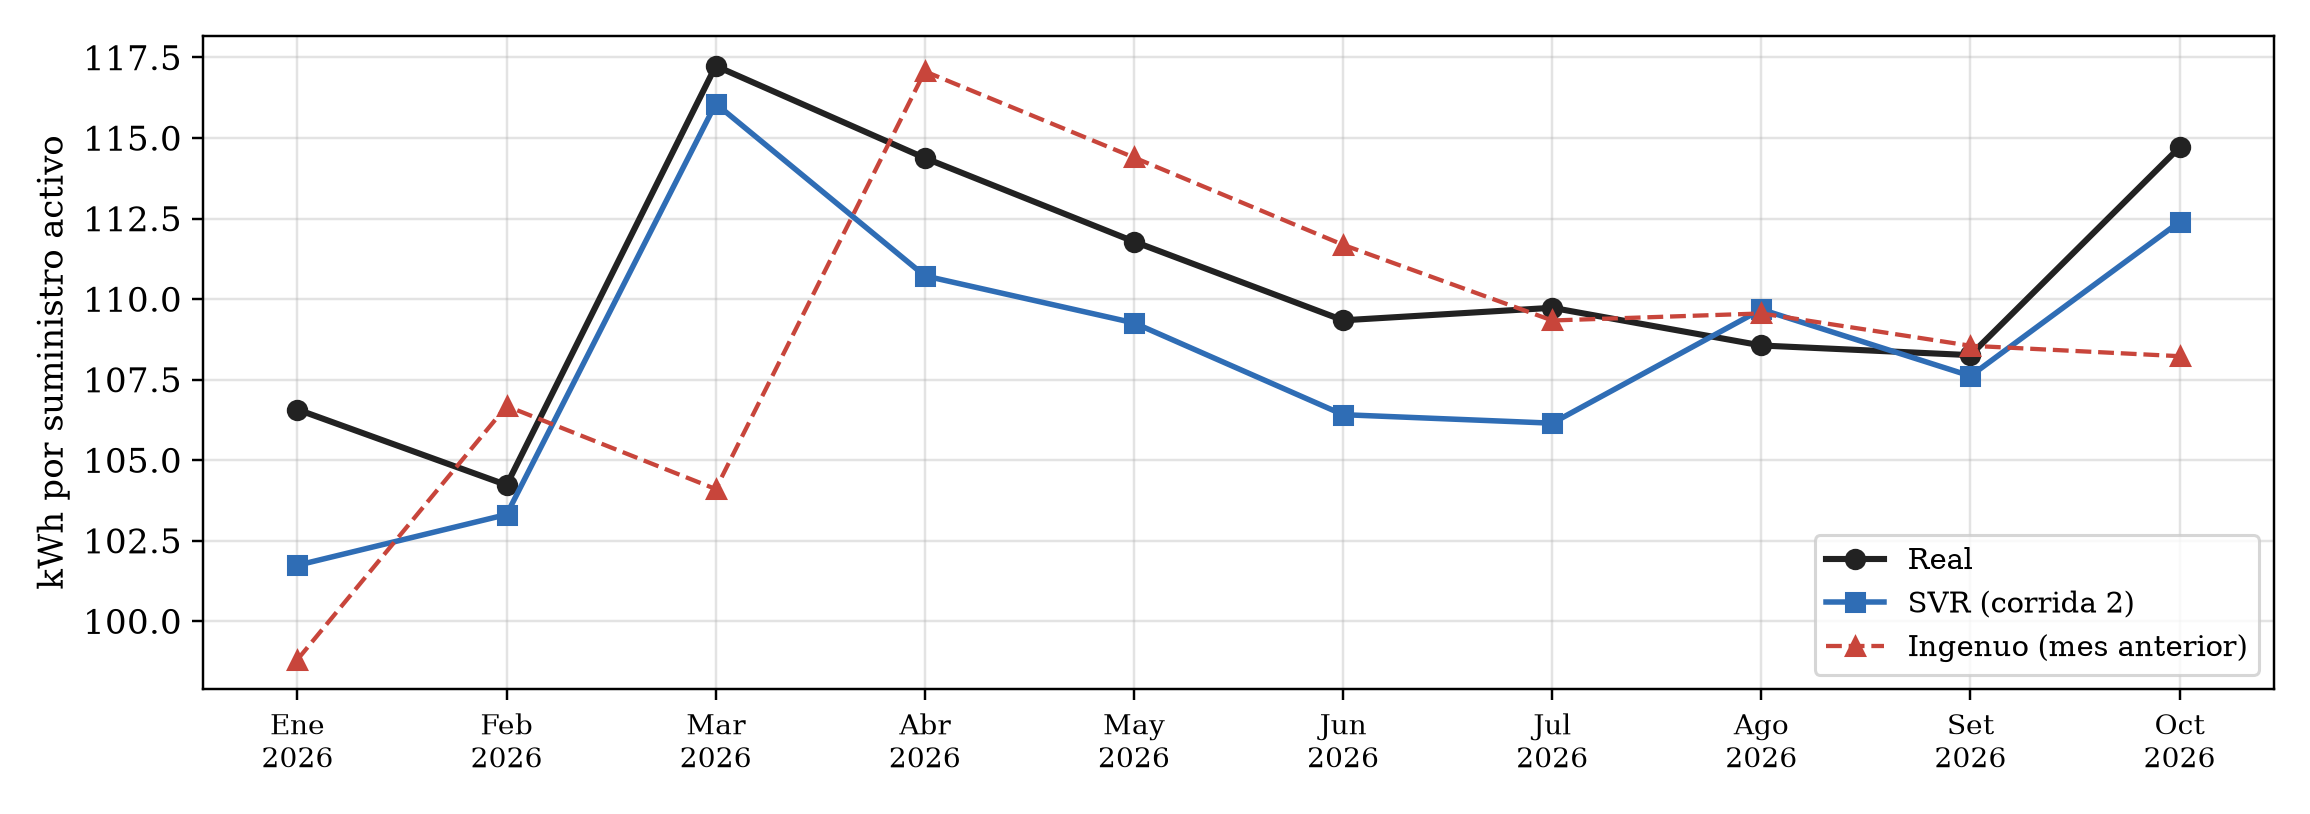 kWh por suministro activo
117.5
115.0
112.5
110.0
107.5
105.0
102.5
100.0
Real
SVR (corrida 2)
Ingenuo (mes anterior)
Ene Feb Mar Abr May Jun Jul Ago Set Oct
2026 2026 2026 2026 2026 2026 2026 2026 2026 2026